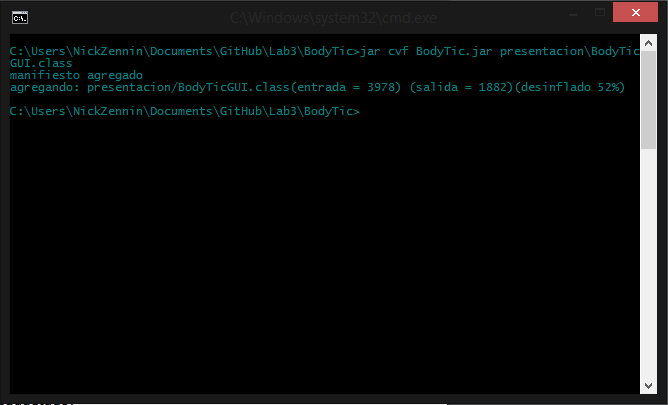 C:\Windows\system32\cmd.exe
C:\Users\NickZennin\Documents\GitHub\Lab3\BodyTic>jar cvf BodyTic.jar presentacion\BodyTic
GUI.class
manifiesto agregado
agregando: presentacion/BodyTicGUI.class(entrada = 3978) (salida = 1882)(desinflado 52%)
C:\Users\NickZennin\Documents\GitHub\Lab3\BodyTic>